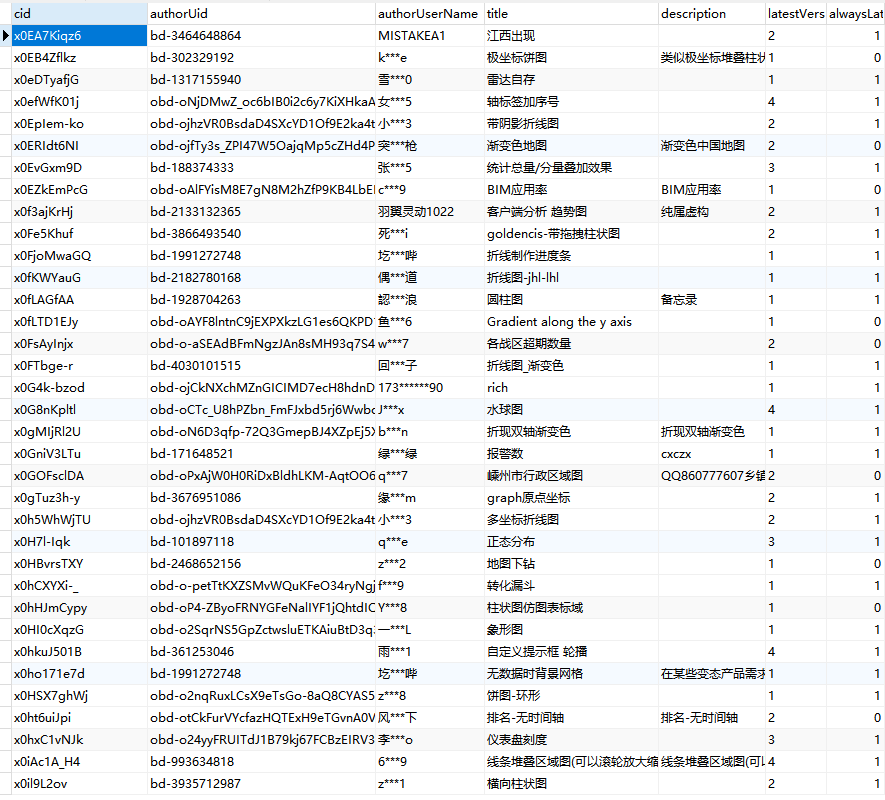 cid authorUid authorUserName title description latestVers alwaysLat
x0EA7Kiqz6 bd-3464648864 MISTAKEA1 江西出现 2 1
x0EB4Zflkz bd-302329192 k***e 极坐标饼图 类似极坐标堆叠柱状 1 0
x0eDTyafjG bd-1317155940 雪***0 雷达自存 1 1
x0efWfK01j obd-oNjDMwZ_oc6bIB0i2c6y7KiXHkaA 女***5 轴标签加序号 4 1
x0EpIem-ko obd-ojhzVR0BsdaD4SXcYD1Of9E2ka4t 小***3 带阴影折线图 2 1
x0ERIdt6NI obd-ojfTy3s_ZPI47W5OajqMp5cZHd4P 突***枪 渐变色地图 渐变色中国地图 2 0
x0EvGxm9D bd-188374333 张***5 统计总量/分量叠加效果 3 1
x0EZkEmPcG obd-oAlFYisM8E7gN8M2hZfP9KB4LbEI c***9 BIM应用率 BIM应用率 1 0
x0f3ajKrHj bd-2133132365 羽翼灵动1022 客户端分析 趋势图 纯属虚构 2 1
x0Fe5Khuf bd-3866493540 死***i goldencis-带拖拽柱状图 2 1
x0FjoMwaGQ bd-1991272748 圪***哔 折线制作进度条 1 1
x0fKWYauG bd-2182780168 偶***道 折线图-jhl-lhl 1 1
x0fLAGfAA bd-1928704263 認***浪 圆柱图 备忘录 1 1
x0fLTD1EJy obd-oAYF8lntnC9jEXPXkzLG1es6QKPD 鱼***6 Gradient along the y axis 1 0
x0FsAyInjx obd-o-aSEAdBFmNgzJAn8sMH93q7S4 w***7 各战区超期数量 2 0
x0FTbge-r bd-4030101515 回***子 折线图_渐变色 1 1
x0G4k-bzod obd-ojCkNXchMZnGICIMD7ecH8hdnD 173******90 rich 1 1
x0G8nKpltl obd-oCTc_U8hPZbn_FmFJxbd5rj6Wwbc J***x 水球图 4 1
x0gMIjRl2U obd-oN6D3qfp-72Q3GmepBJ4XZpEj5X b***n 折现双轴渐变色 折现双轴渐变色 1 1
x0GniV3LTu bd-171648521 绿***绿 报警数 cxczx 1 1
x0GOFsclDA obd-oPxAjW0H0RiDxBldhLKM-AqtOO6 q***7 嵊州市行政区域图 QQ860777607乡镇 2 0
x0gTuz3h-y bd-3676951086 缘***m graph原点坐标 2 1
x0h5WhWjTU obd-ojhzVR0BsdaD4SXcYD1Of9E2ka4t 小***3 多坐标折线图 2 1
x0H7l-Iqk bd-101897118 q***e 正态分布 3 1
x0HBvrsTXY bd-2468652156 z***2 地图下钻 1 0
x0hCXYXi-_ obd-o-petTtKXZSMvWQuKFeO34ryNgj f***9 转化漏斗 1 1
x0hHJmCypy obd-oP4-ZByoFRNYGFeNalIYF1jQhtdIC Y***8 柱状图仿图表标域 1 0
x0HI0cXqzG obd-o2SqrNS5GpZctwsluETKAiuBtD3q 一***L 象形图 1 1
x0hkuJ501B bd-361253046 雨***1 自定义提示框 轮播 4 1
x0ho171e7d bd-1991272748 圪***哔 无数据时背景网格 在某些变态产品需求 1 1
x0HSX7ghWj obd-o2nqRuxLCsX9eTsGo-8aQ8CYAS5 z***8 饼图-环形 1 1
x0ht6uiJpi obd-otCkFurVYcfazHQTExH9eTGvnA0V 风***下 排名-无时间轴 排名-无时间轴 2 0
x0hxC1vNJk obd-o24yyFRUITdJ1B79kj67FCBzEIRV3 李***o 仪表盘刻度 3 1
x0iAc1A_H4 bd-993634818 6***9 线条堆叠区域图(可以滚轮放大缩 线条堆叠区域图(可以 4 1
x0il9L2ov bd-3935712987 z***1 横向柱状图 2 1